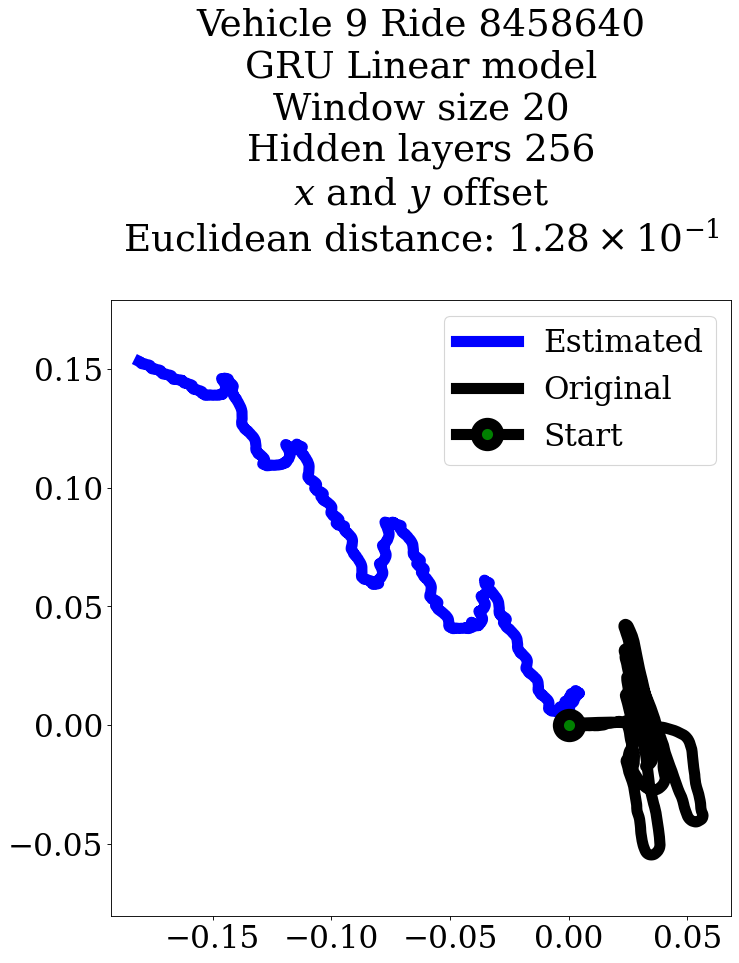 Vehicle 9 Ride 8458640
GRU Linear model
Window size 20
Hidden layers 256
x and y offset
Euclidean distance: 1.28 × 10⁻¹
Estimated
Original
Start
0.15
0.10
0.05
0.00
−0.05
−0.15 −0.10 −0.05 0.00 0.05